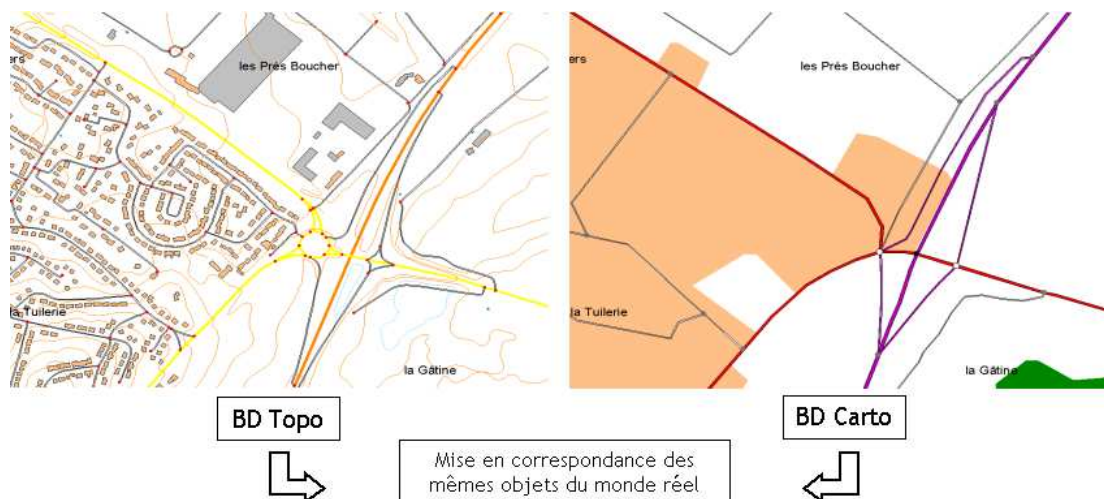 ers
les Prés Boucher
la Tuilerie
la Gâtine
ers
les Prés Boucher
la Tuilerie
la Gâtine
BD Topo
BD Carto
Mise en correspondance des
mêmes objets du monde réel